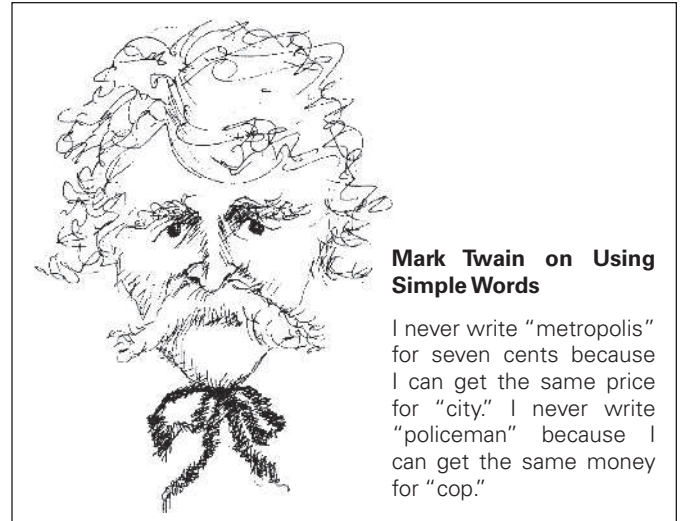 Mark Twain on Using
Simple Words
I never write “metropolis”
for seven cents because
I can get the same price
for “city.” I never write
“policeman” because I
can get the same money
for “cop.”